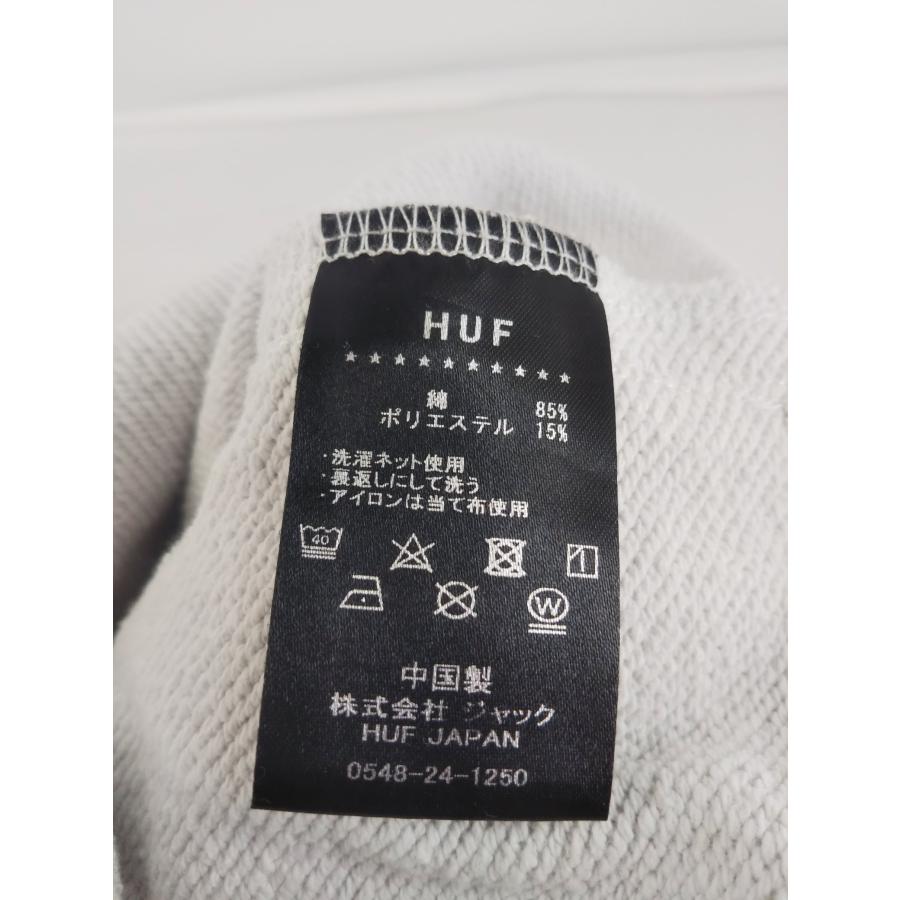 HUF
★★★★★★★★★★
綿 85%
ポリエステル 15%
・洗濯ネット使用
・裏返しにして洗う
・アイロンは当て布使用
40
W
中国製
株式会社 ジャック
HUF JAPAN
0548-24-1250